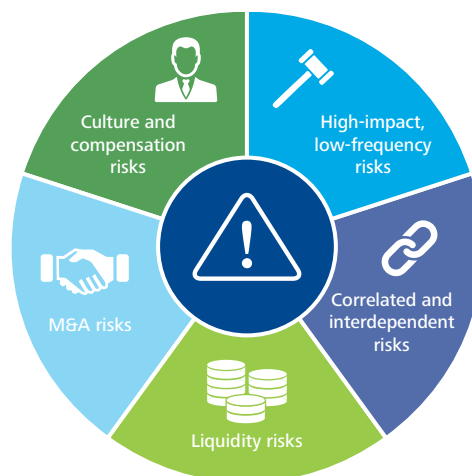 Culture and
compensation
risks
High-impact,
low-frequency
risks
!
M&A risks
Correlated and
interdependent
risks
Liquidity risks